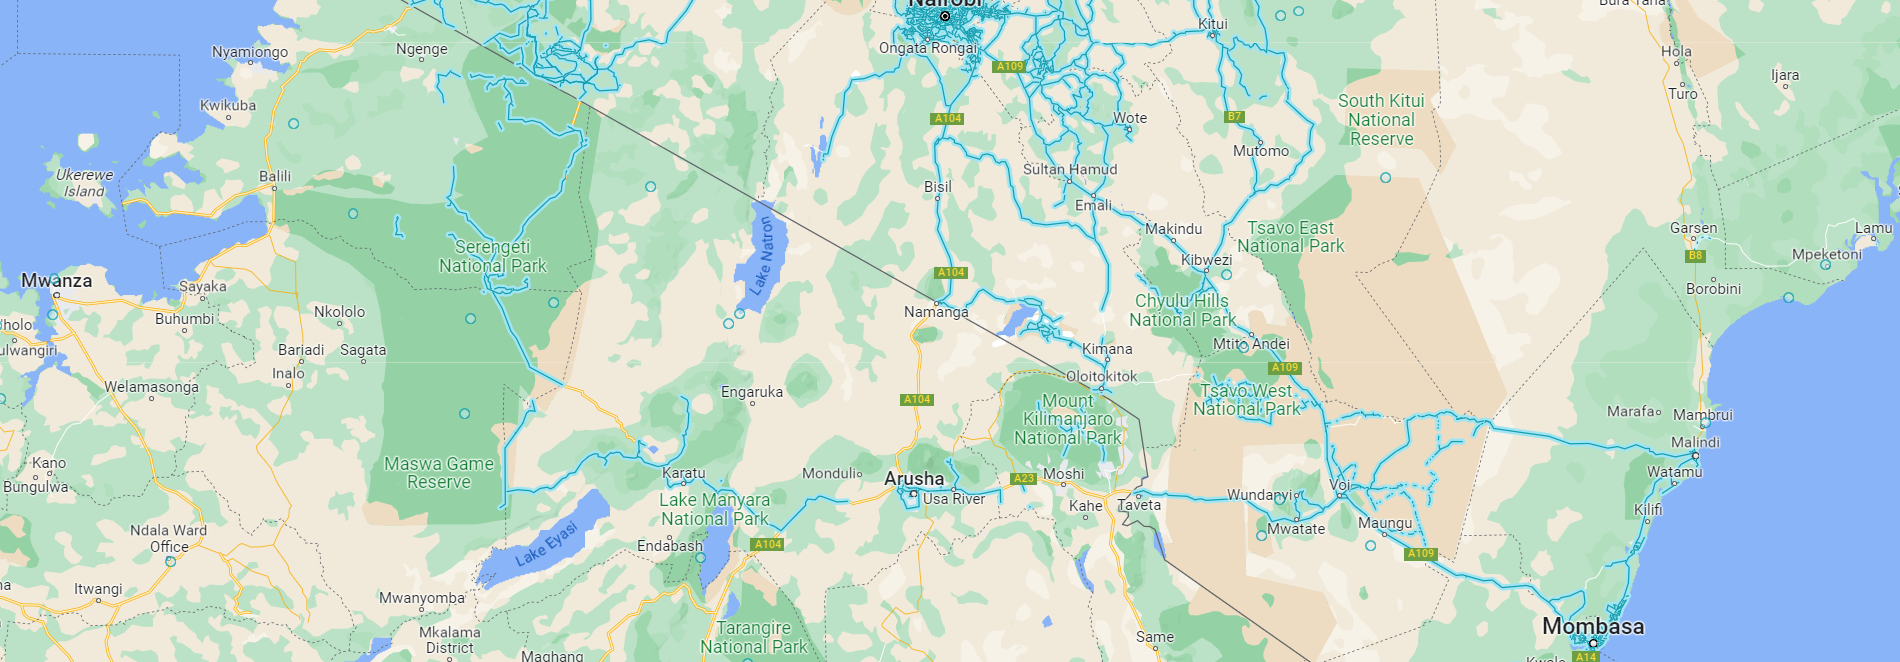 Nairobi
Bura Tana
Kitui
Nyamiongo
Ngenge
Ongata Rongai
Hola
A109
Ijara
Turo
Kwikuba
South Kitui
National
Reserve
A104
Wote
B7
Mutomo
Ukerewe
Island
Balili
Sultan Hamud
Bisil
Emali
Makindu
Tsavo East
National Park
Garsen
Lamu
Serengeti
National Park
Lake Natron
Kibwezi
B8
Mpeketoni
Mwanza
Sayaka
A104
Borobini
Chyulu Hills
National Park
Nkololo
Namanga
Buhumbi
Bariadi
Sagata
Kimana
Mtito Andei
Inalo
A109
Welamasonga
Engaruka
A104
Oloitokitok
Tsavo West
National Park
Mount
Kilimanjaro
National Park
Marafa
Mambrui
Malindi
Kano
Bungulwa
Maswa Game
Reserve
Karatu
Monduli
Arusha
Usa River
A23
Moshi
Watamu
Lake Manyara
National Park
Kahe
Taveta
Wundanyi
Voi
Kilifi
Ndala Ward
Office
Lake Eyasi
Endabash
A104
Mwatate
Maungu
A109
Itwangi
Mwanyomba
Mkalama
District
Tarangire
National Park
Same
Mombasa
A14
Maghang